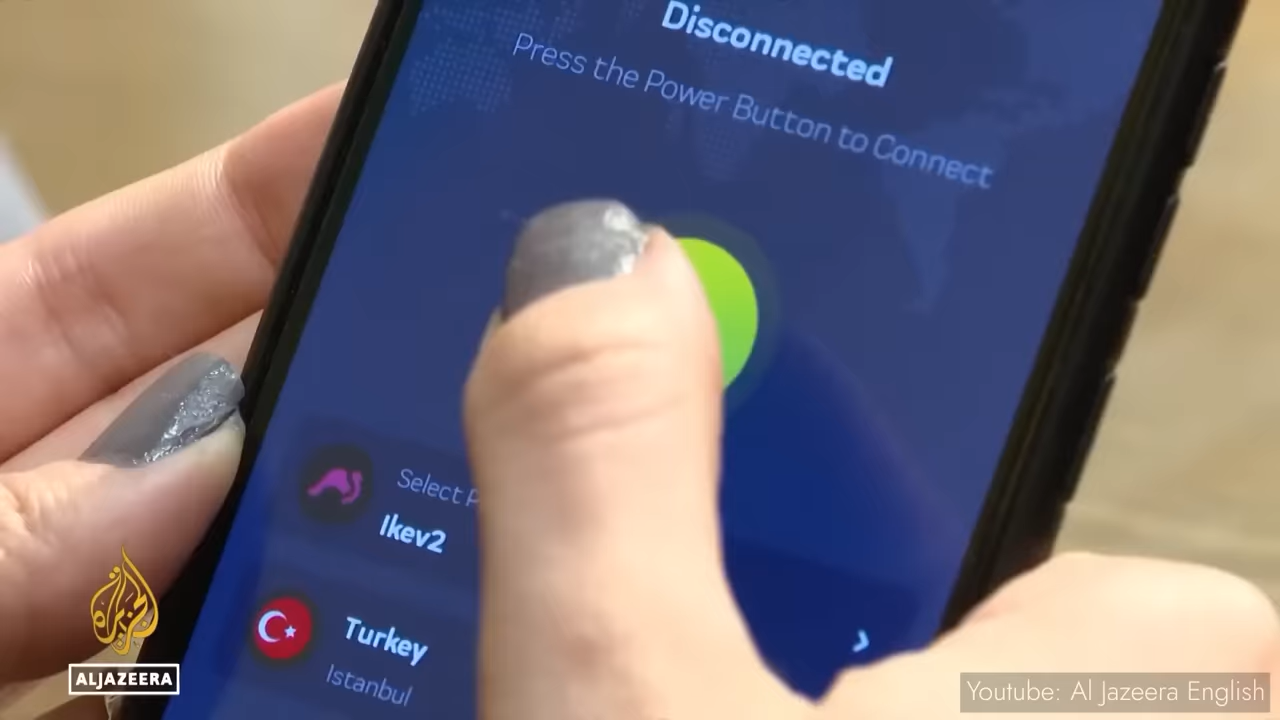 Disconnected
Press the Power Button to Connect
Select
Ikev2
Turkey
Istanbul
ALJAZEERA
Youtube: Al Jazeera English